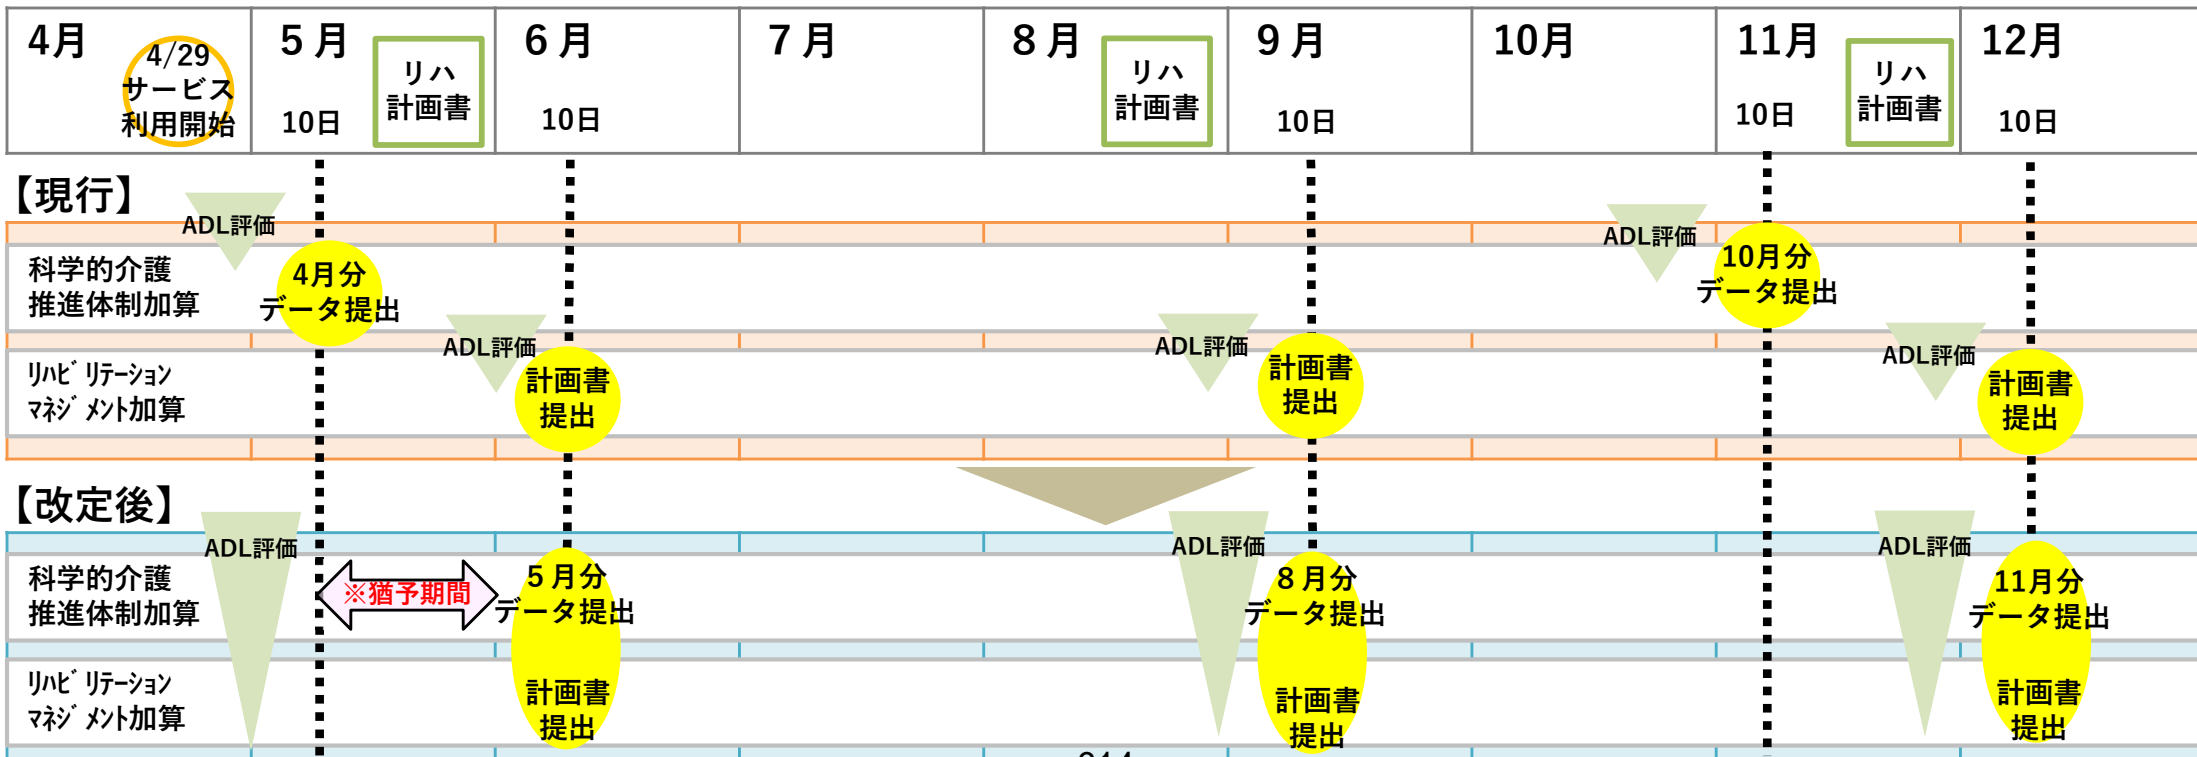 4月
4/29
サービス
利用開始
5月
10日
リハ
計画書
6月
10日
7月
8月
リハ
計画書
9月
10日
10月
11月
10日
リハ
計画書
12月
10日
【現行】
ADL評価
ADL評価
科学的介護
推進体制加算
4月分
データ提出
10月分
データ提出
ADL評価
ADL評価
ADL評価
リハビリテーション
マネジメント加算
計画書
提出
計画書
提出
計画書
提出
【改定後】
ADL評価
ADL評価
ADL評価
科学的介護
推進体制加算
※猶予期間
5月分
データ提出
8月分
データ提出
11月分
データ提出
リハビリテーション
マネジメント加算
計画書
提出
計画書
提出
計画書
提出